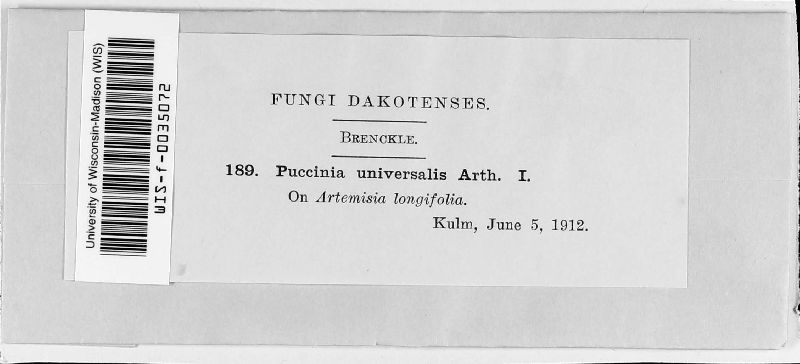 University of Wisconsin-Madison (WIS)
WIS-f-0035072
FUNGI DAKOTENSES.
BRENCKLE.
189. Puccinia universalis Arth. I.
On Artemisia longifolia.
Kulm, June 5, 1912.